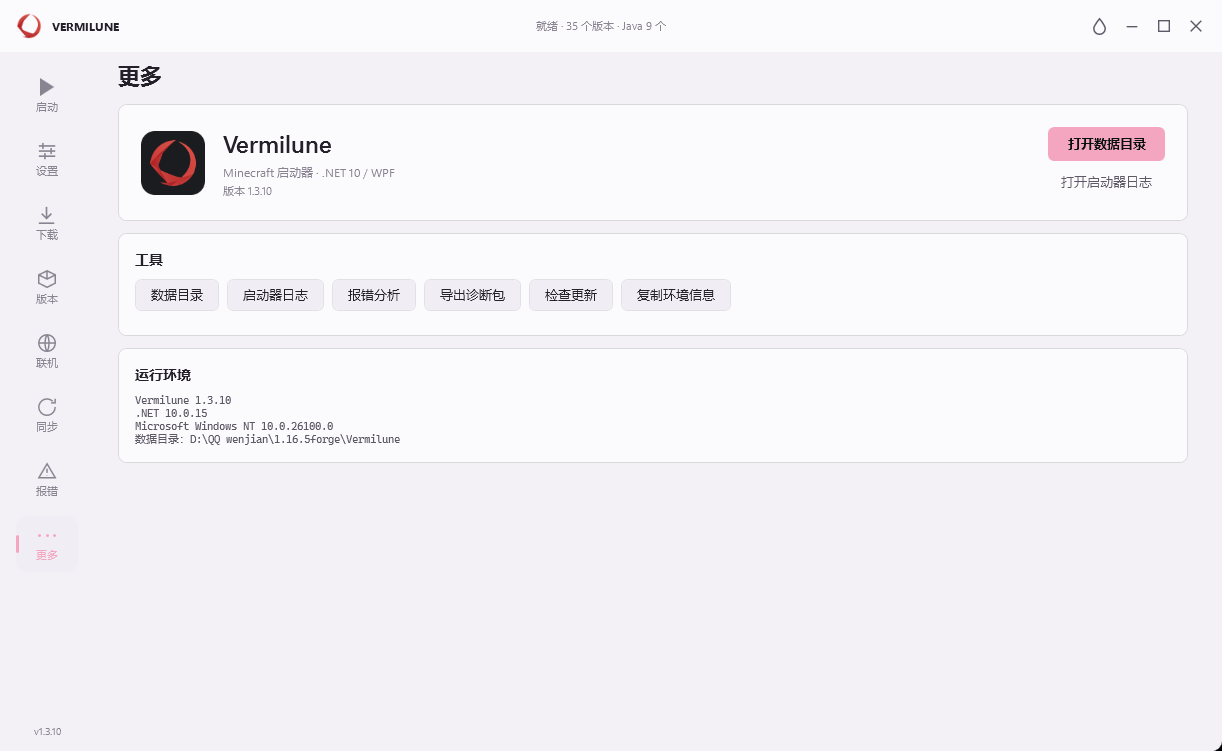 VERMILUNE
就绪 · 35 个版本 · Java 9 个
启动
设置
下载
版本
联机
同步
报错
更多
v1.3.10
更多
Vermilune
Minecraft 启动器 · .NET 10 / WPF
版本 1.3.10
打开数据目录
打开启动器日志
工具
数据目录 启动器日志 报错分析 导出诊断包 检查更新 复制环境信息
运行环境
Vermilune 1.3.10
.NET 10.0.15
Microsoft Windows NT 10.0.26100.0
数据目录: D:\QQ wenjian\1.16.5forge\Vermilune